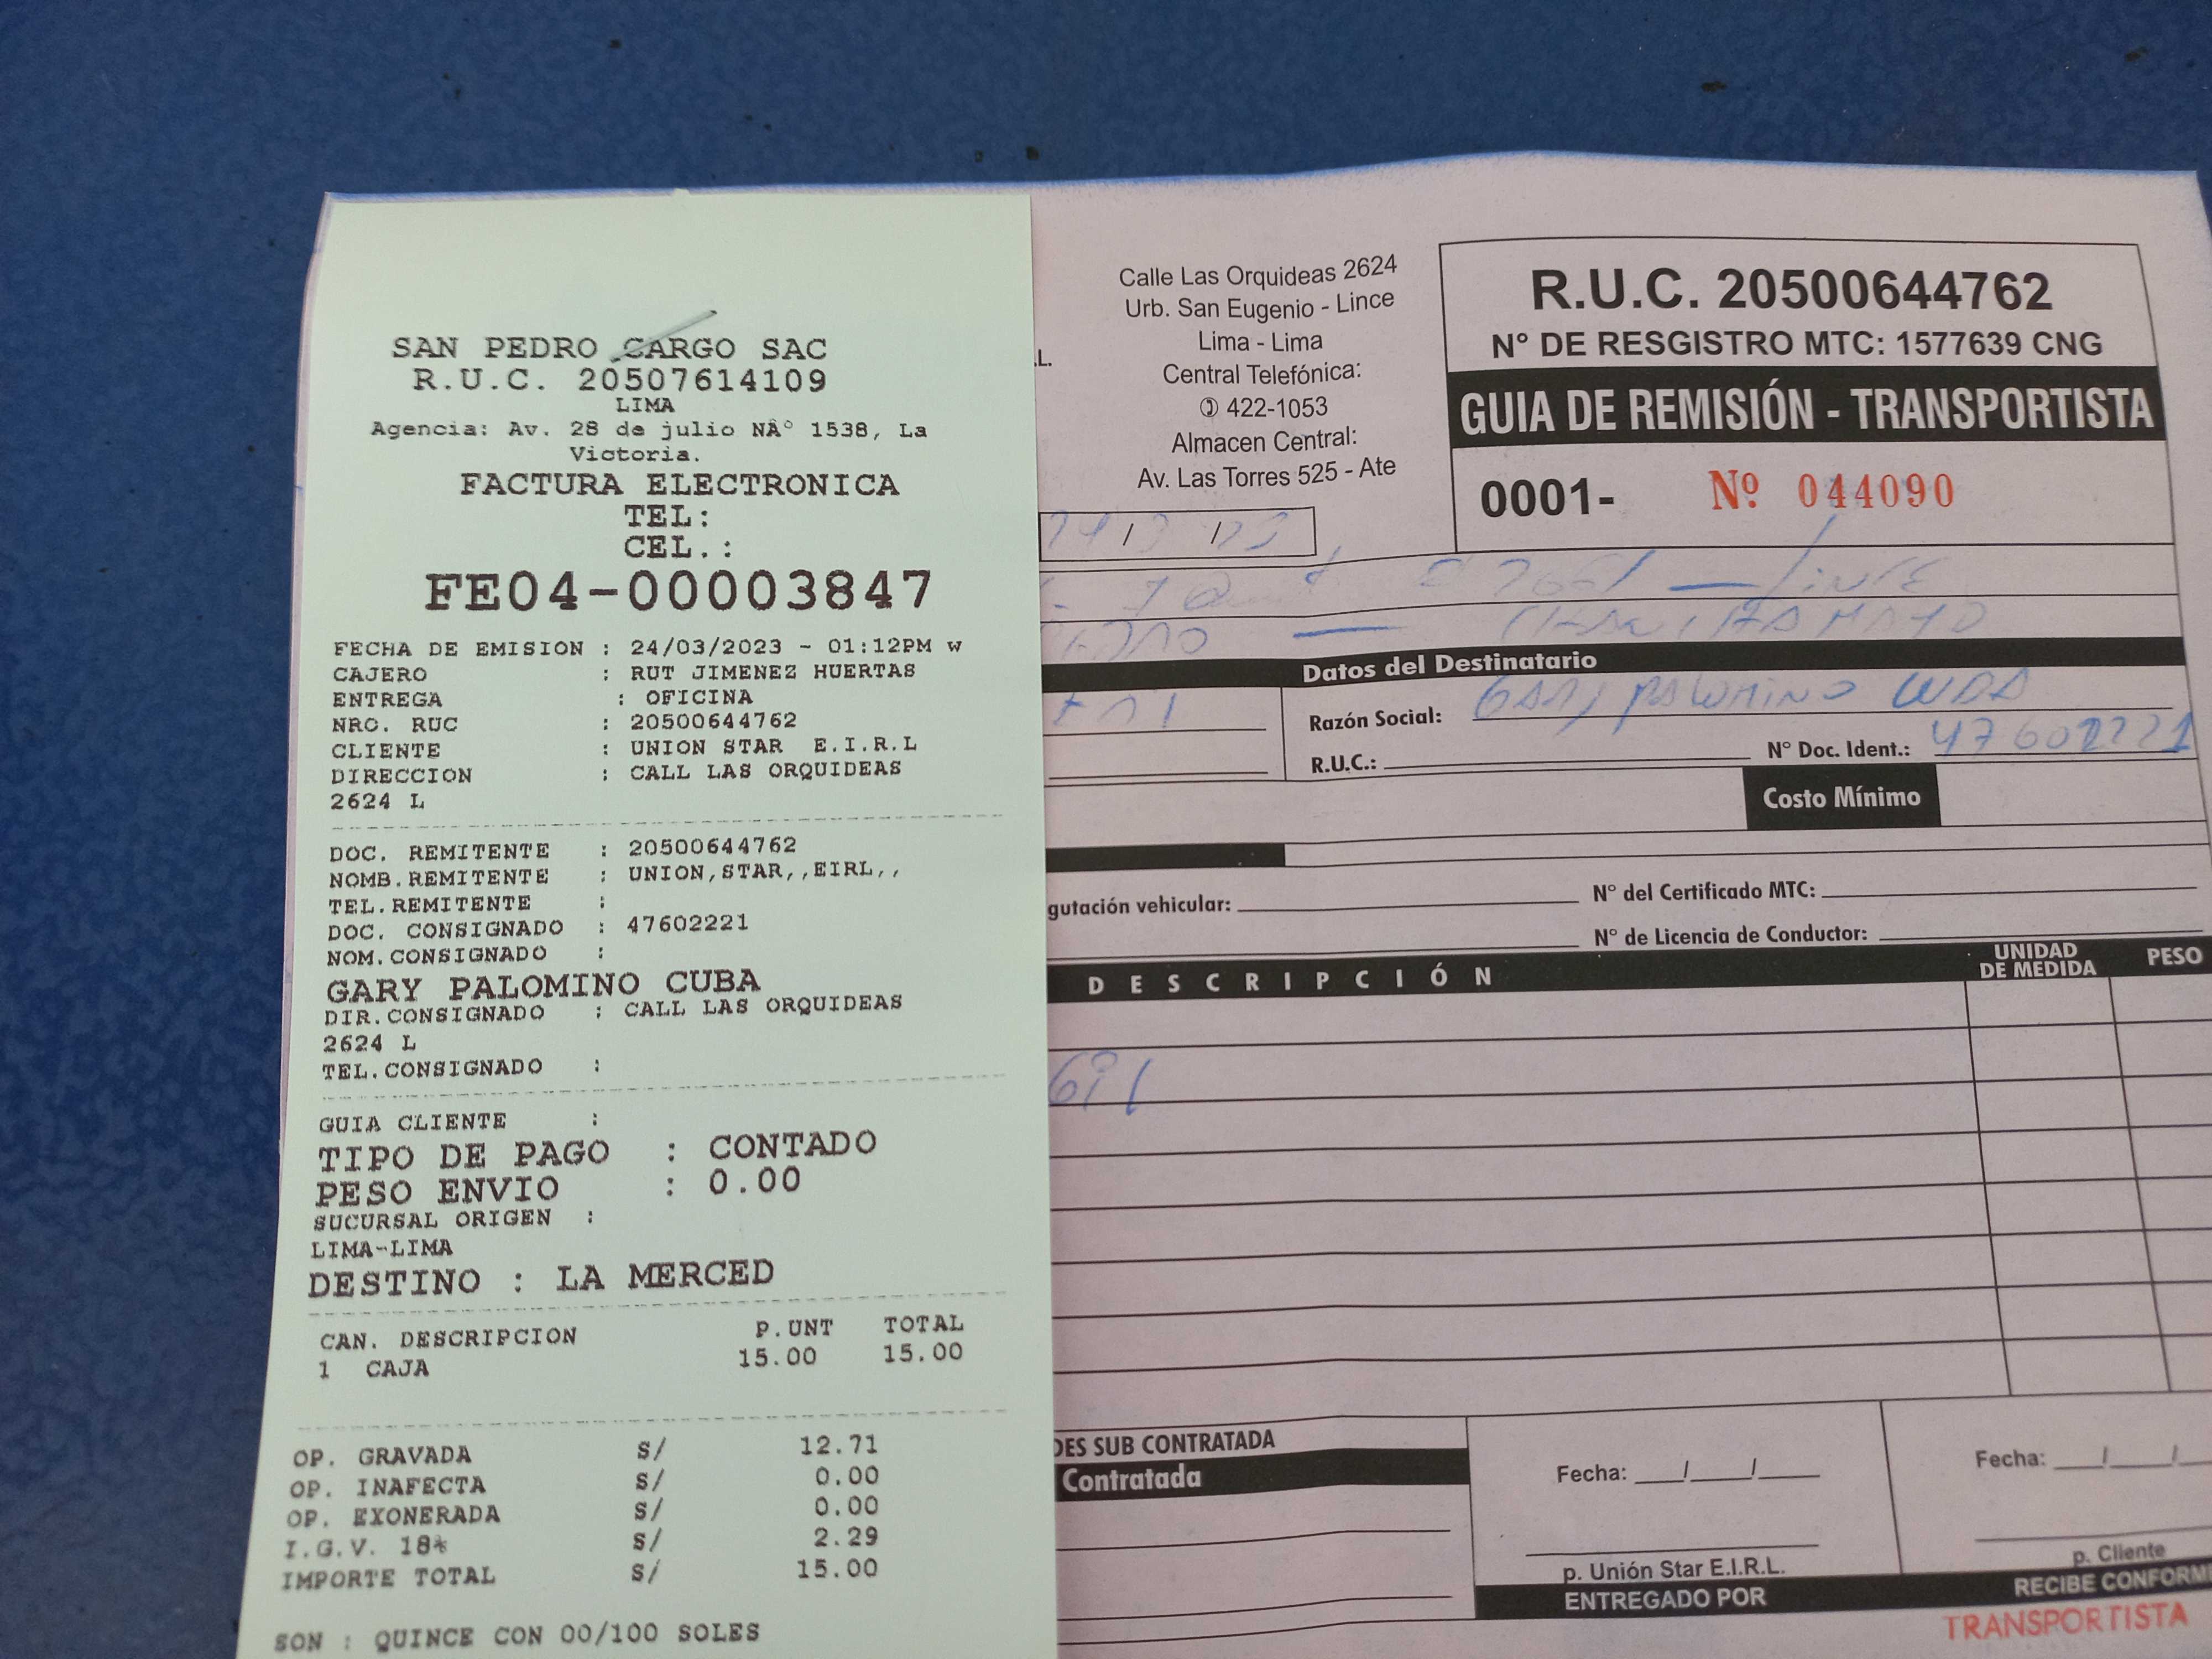 SAN PEDRO CARGO SAC
R.U.C. 20507614109
LIMA
Agencia: Av. 28 de julio NÂ° 1538, La
Victoria.
FACTURA ELECTRONICA
TEL:
CEL.:
FE04-00003847
FECHA DE EMISION : 24/03/2023 - 01:12PM w
CAJERO : RUT JIMENEZ HUERTAS
ENTREGA : OFICINA
NRO. RUC : 20500644762
CLIENTE : UNION STAR E.I.R.L
DIRECCION : CALL LAS ORQUIDEAS
2624 L
DOC. REMITENTE : 20500644762
NOMB.REMITENTE : UNION,STAR,,EIRL,,
TEL.REMITENTE :
DOC. CONSIGNADO : 47602221
NOM.CONSIGNADO :
GARY PALOMINO CUBA
DIR.CONSIGNADO : CALL LAS ORQUIDEAS
2624 L
TEL.CONSIGNADO :
GUIA CLIENTE :
TIPO DE PAGO : CONTADO
PESO ENVIO : 0.00
SUCURSAL ORIGEN :
LIMA-LIMA
DESTINO : LA MERCED
CAN. DESCRIPCION P.UNT TOTAL
1 CAJA 15.00 15.00
OP. GRAVADA S/ 12.71
OP. INAFECTA S/ 0.00
OP. EXONERADA S/ 0.00
I.G.V. 18% S/ 2.29
IMPORTE TOTAL S/ 15.00
SON : QUINCE CON 00/100 SOLES
L.
Calle Las Orquideas 2624
Urb. San Eugenio - Lince
Lima - Lima
Central Telefónica:
422-1053
Almacen Central:
Av. Las Torres 525 - Ate
R.U.C. 20500644762
N° DE RESGISTRO MTC: 1577639 CNG
GUIA DE REMISIÓN - TRANSPORTISTA
0001- Nº 044090
Datos del Destinatario
Razón Social: Gary Palomino
R.U.C.: N° Doc. Ident.: 47602221
Costo Mínimo
gutación vehicular: N° del Certificado MTC:
N° de Licencia de Conductor:
DESCRIPCIÓN UNIDAD DE MEDIDA PESO
DES SUB CONTRATADA
Contratada
Fecha: / /
Fecha: / /
p. Unión Star E.I.R.L.
ENTREGADO POR
p. Cliente
RECIBE CONFORME
TRANSPORTISTA